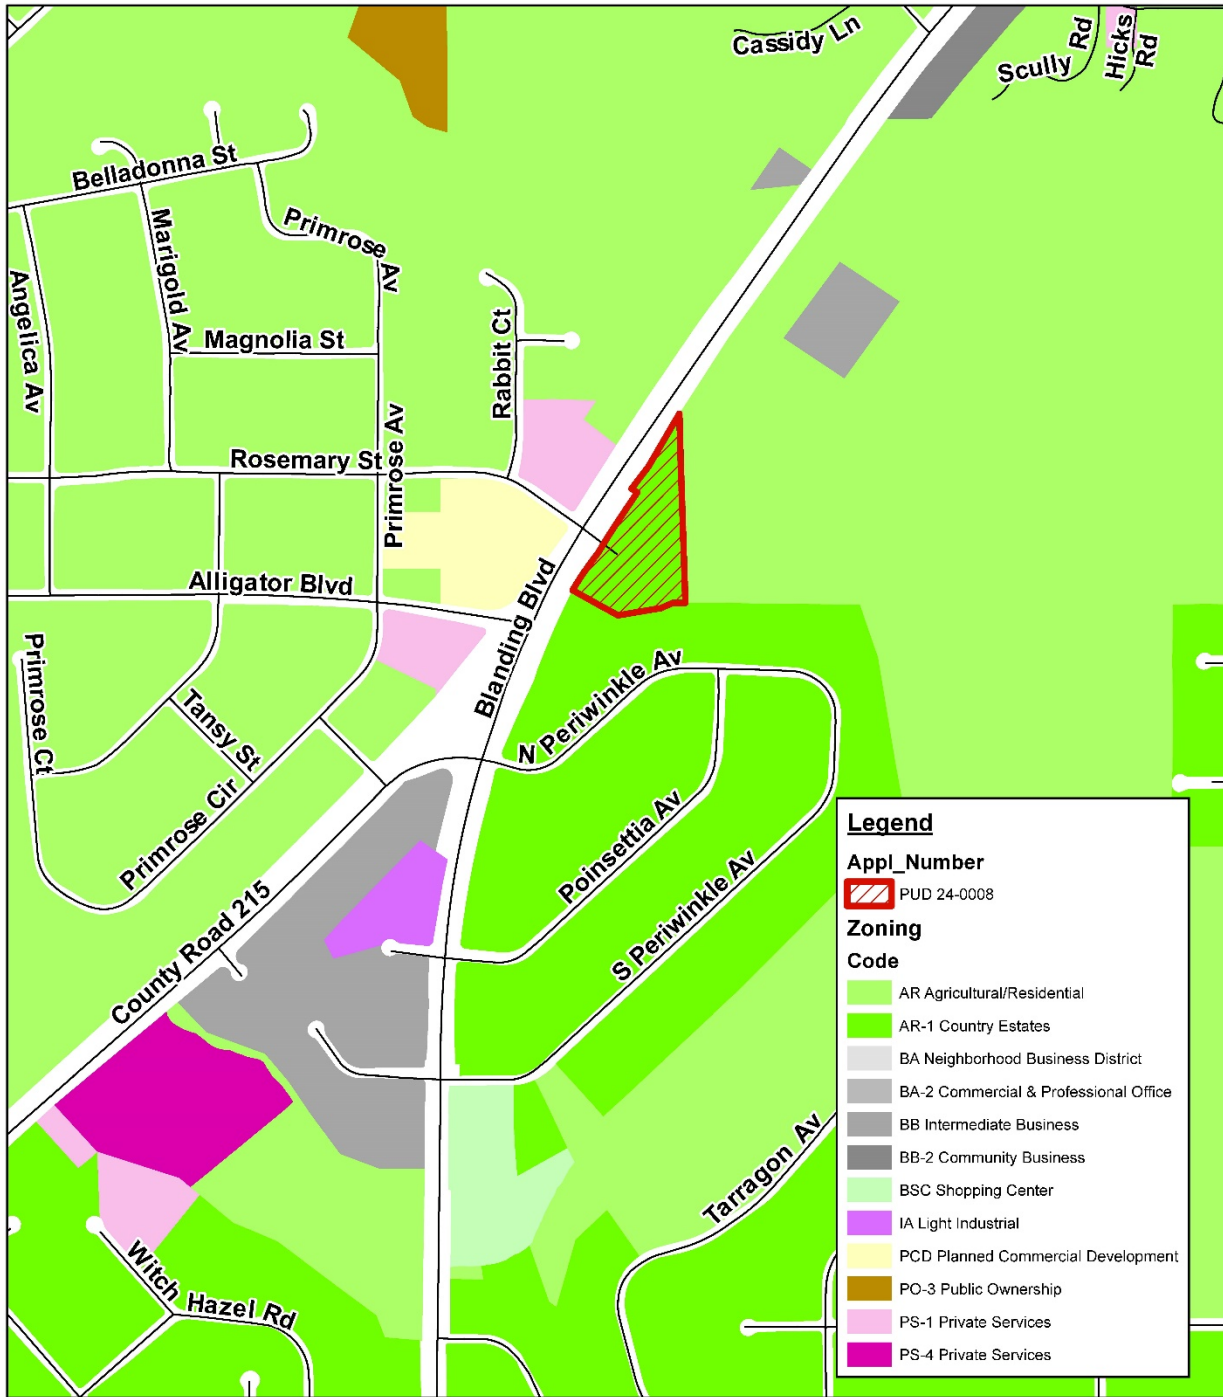 Cassidy Ln
Scully Rd
Hicks Rd
Belladonna St
Primrose Av
Marigold Av
Angelica Av
Magnolia St
Rabbit Ct
Primrose Av
Rosemary St
Alligator Blvd
Blanding Blvd
Primrose Ct
Tansy St
N Periwinkle Av
Primrose Cir
Poinsettia Av
S Periwinkle Av
County Road 215
Tarragon Av
Witch Hazel Rd
Legend
Appl_Number
PUD 24-0008
Zoning
Code
AR Agricultural/Residential
AR-1 Country Estates
BA Neighborhood Business District
BA-2 Commercial & Professional Office
BB Intermediate Business
BB-2 Community Business
BSC Shopping Center
IA Light Industrial
PCD Planned Commercial Development
PO-3 Public Ownership
PS-1 Private Services
PS-4 Private Services